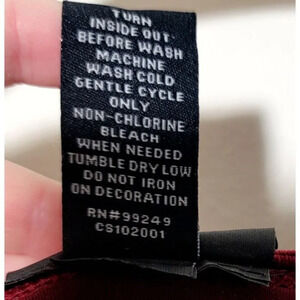 TURN
INSIDE OUT
BEFORE WASH
MACHINE
WASH COLD
GENTLE CYCLE
ONLY
NON-CHLORINE
BLEACH
WHEN NEEDED
TUMBLE DRY LOW
DO NOT IRON
ON DECORATION
RN#99249
CS102001